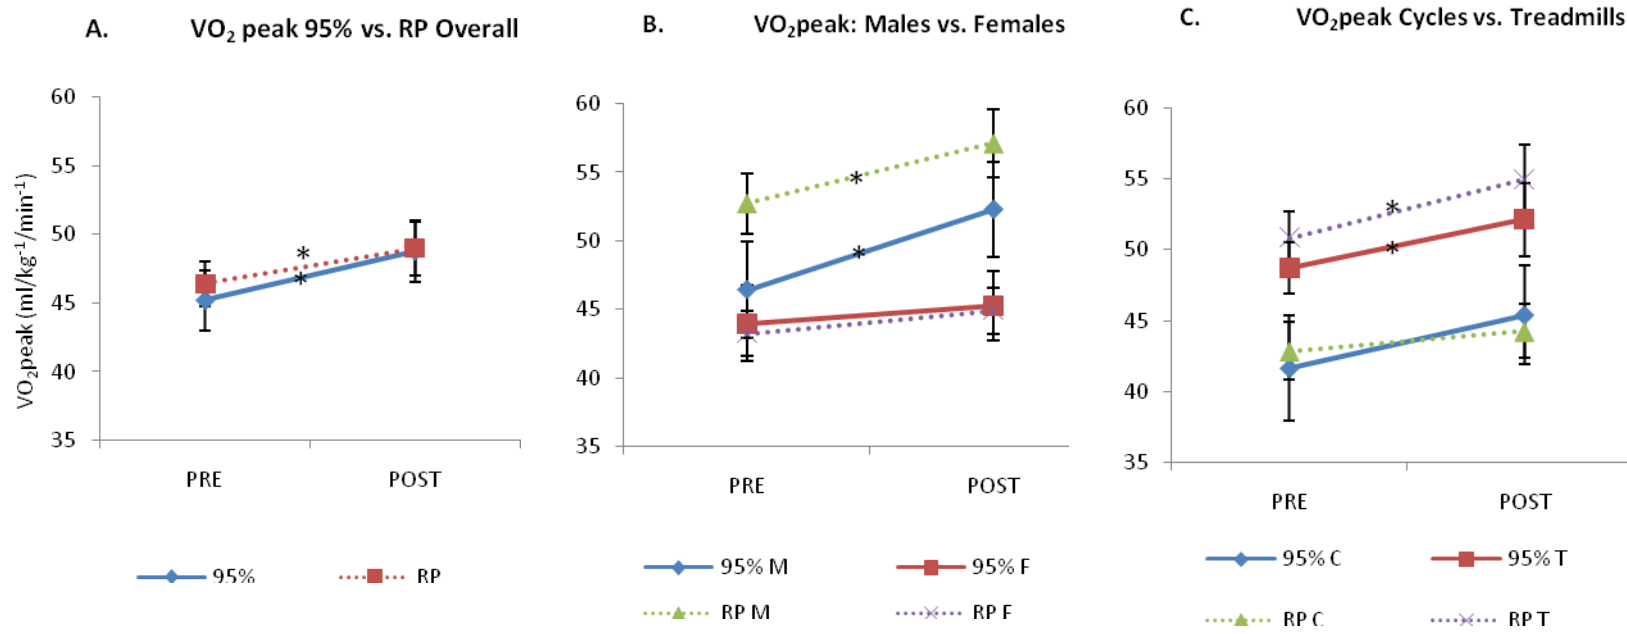 A. VO₂ peak 95% vs. RP Overall
VO₂peak (ml/kg⁻¹/min⁻¹)
60
55
50
45
40
35
*
*
PRE POST
95% RP
B. VO₂peak: Males vs. Females
60
55
50
45
40
35
*
*
PRE POST
95% M 95% F
RP M RP F
C. VO₂peak Cycles vs. Treadmills
60
55
50
45
40
35
*
*
PRE POST
95% C 95% T
RP C RP T